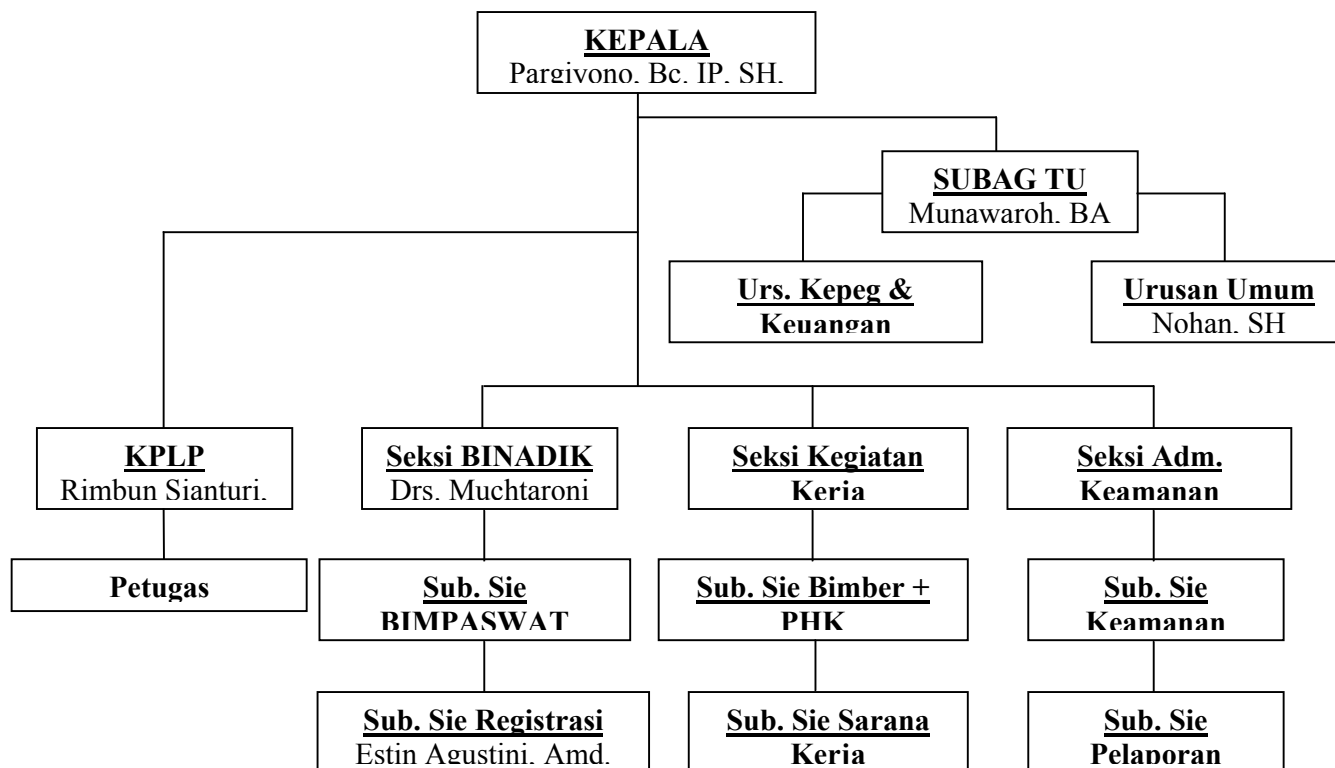 KEPALA
Pargiyono, Bc. IP, SH,
SUBAG TU
Munawaroh, BA
Urs. Kepeg &
Keuangan
Urusan Umum
Nohan, SH
KPLP
Rimbun Sianturi,
Seksi BINADIK
Drs. Muchtaroni
Seksi Kegiatan
Kerja
Seksi Adm.
Keamanan
Petugas
Sub. Sie
BIMPASWAT
Sub. Sie Bimber +
PHK
Sub. Sie
Keamanan
Sub. Sie Registrasi
Estin Agustini, Amd.
Sub. Sie Sarana
Kerja
Sub. Sie
Pelaporan